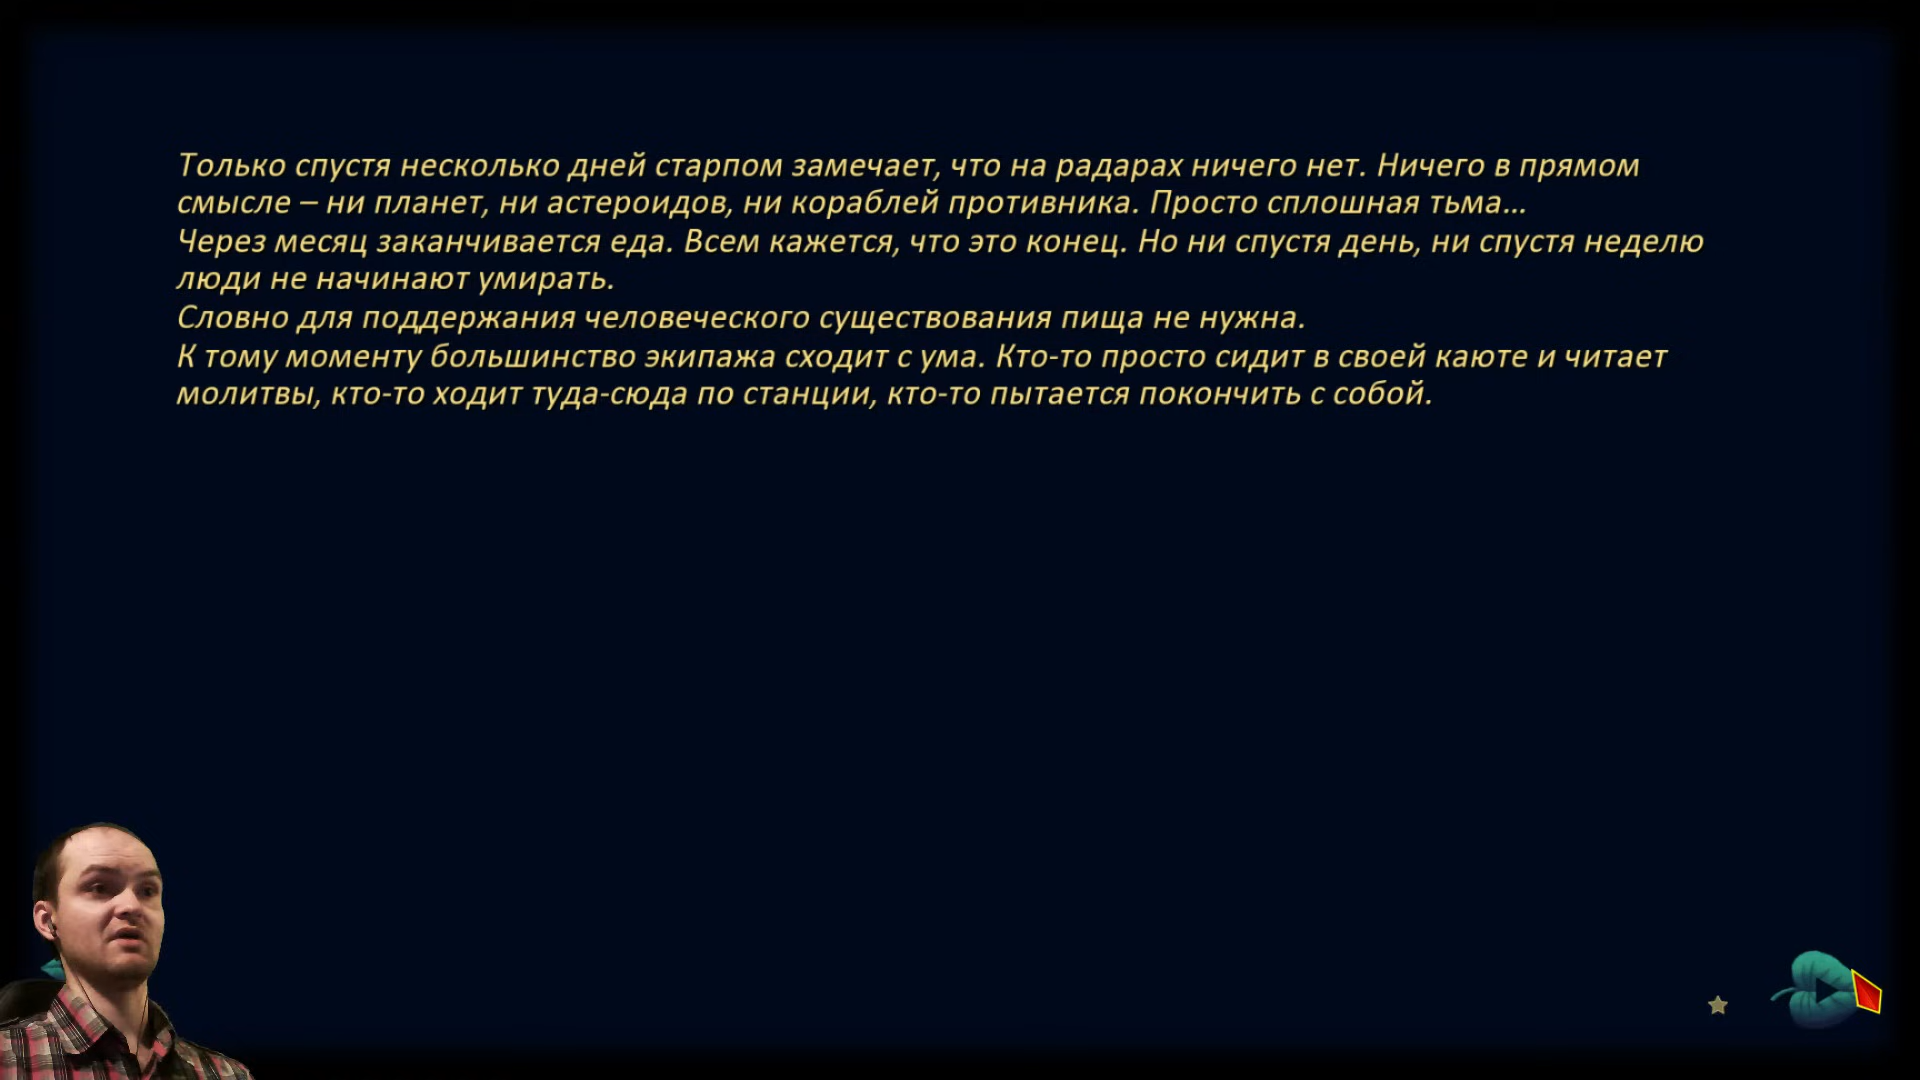 Только спустя несколько дней старпом замечает, что на радарах ничего нет. Ничего в прямом
смысле – ни планет, ни астероидов, ни кораблей противника. Просто сплошная тьма...
Через месяц заканчивается еда. Всем кажется, что это конец. Но ни спустя день, ни спустя неделю
люди не начинают умирать.
Словно для поддержания человеческого существования пища не нужна.
К тому моменту большинство экипажа сходит с ума. Кто-то просто сидит в своей каюте и читает
молитвы, кто-то ходит туда-сюда по станции, кто-то пытается покончить с собой.